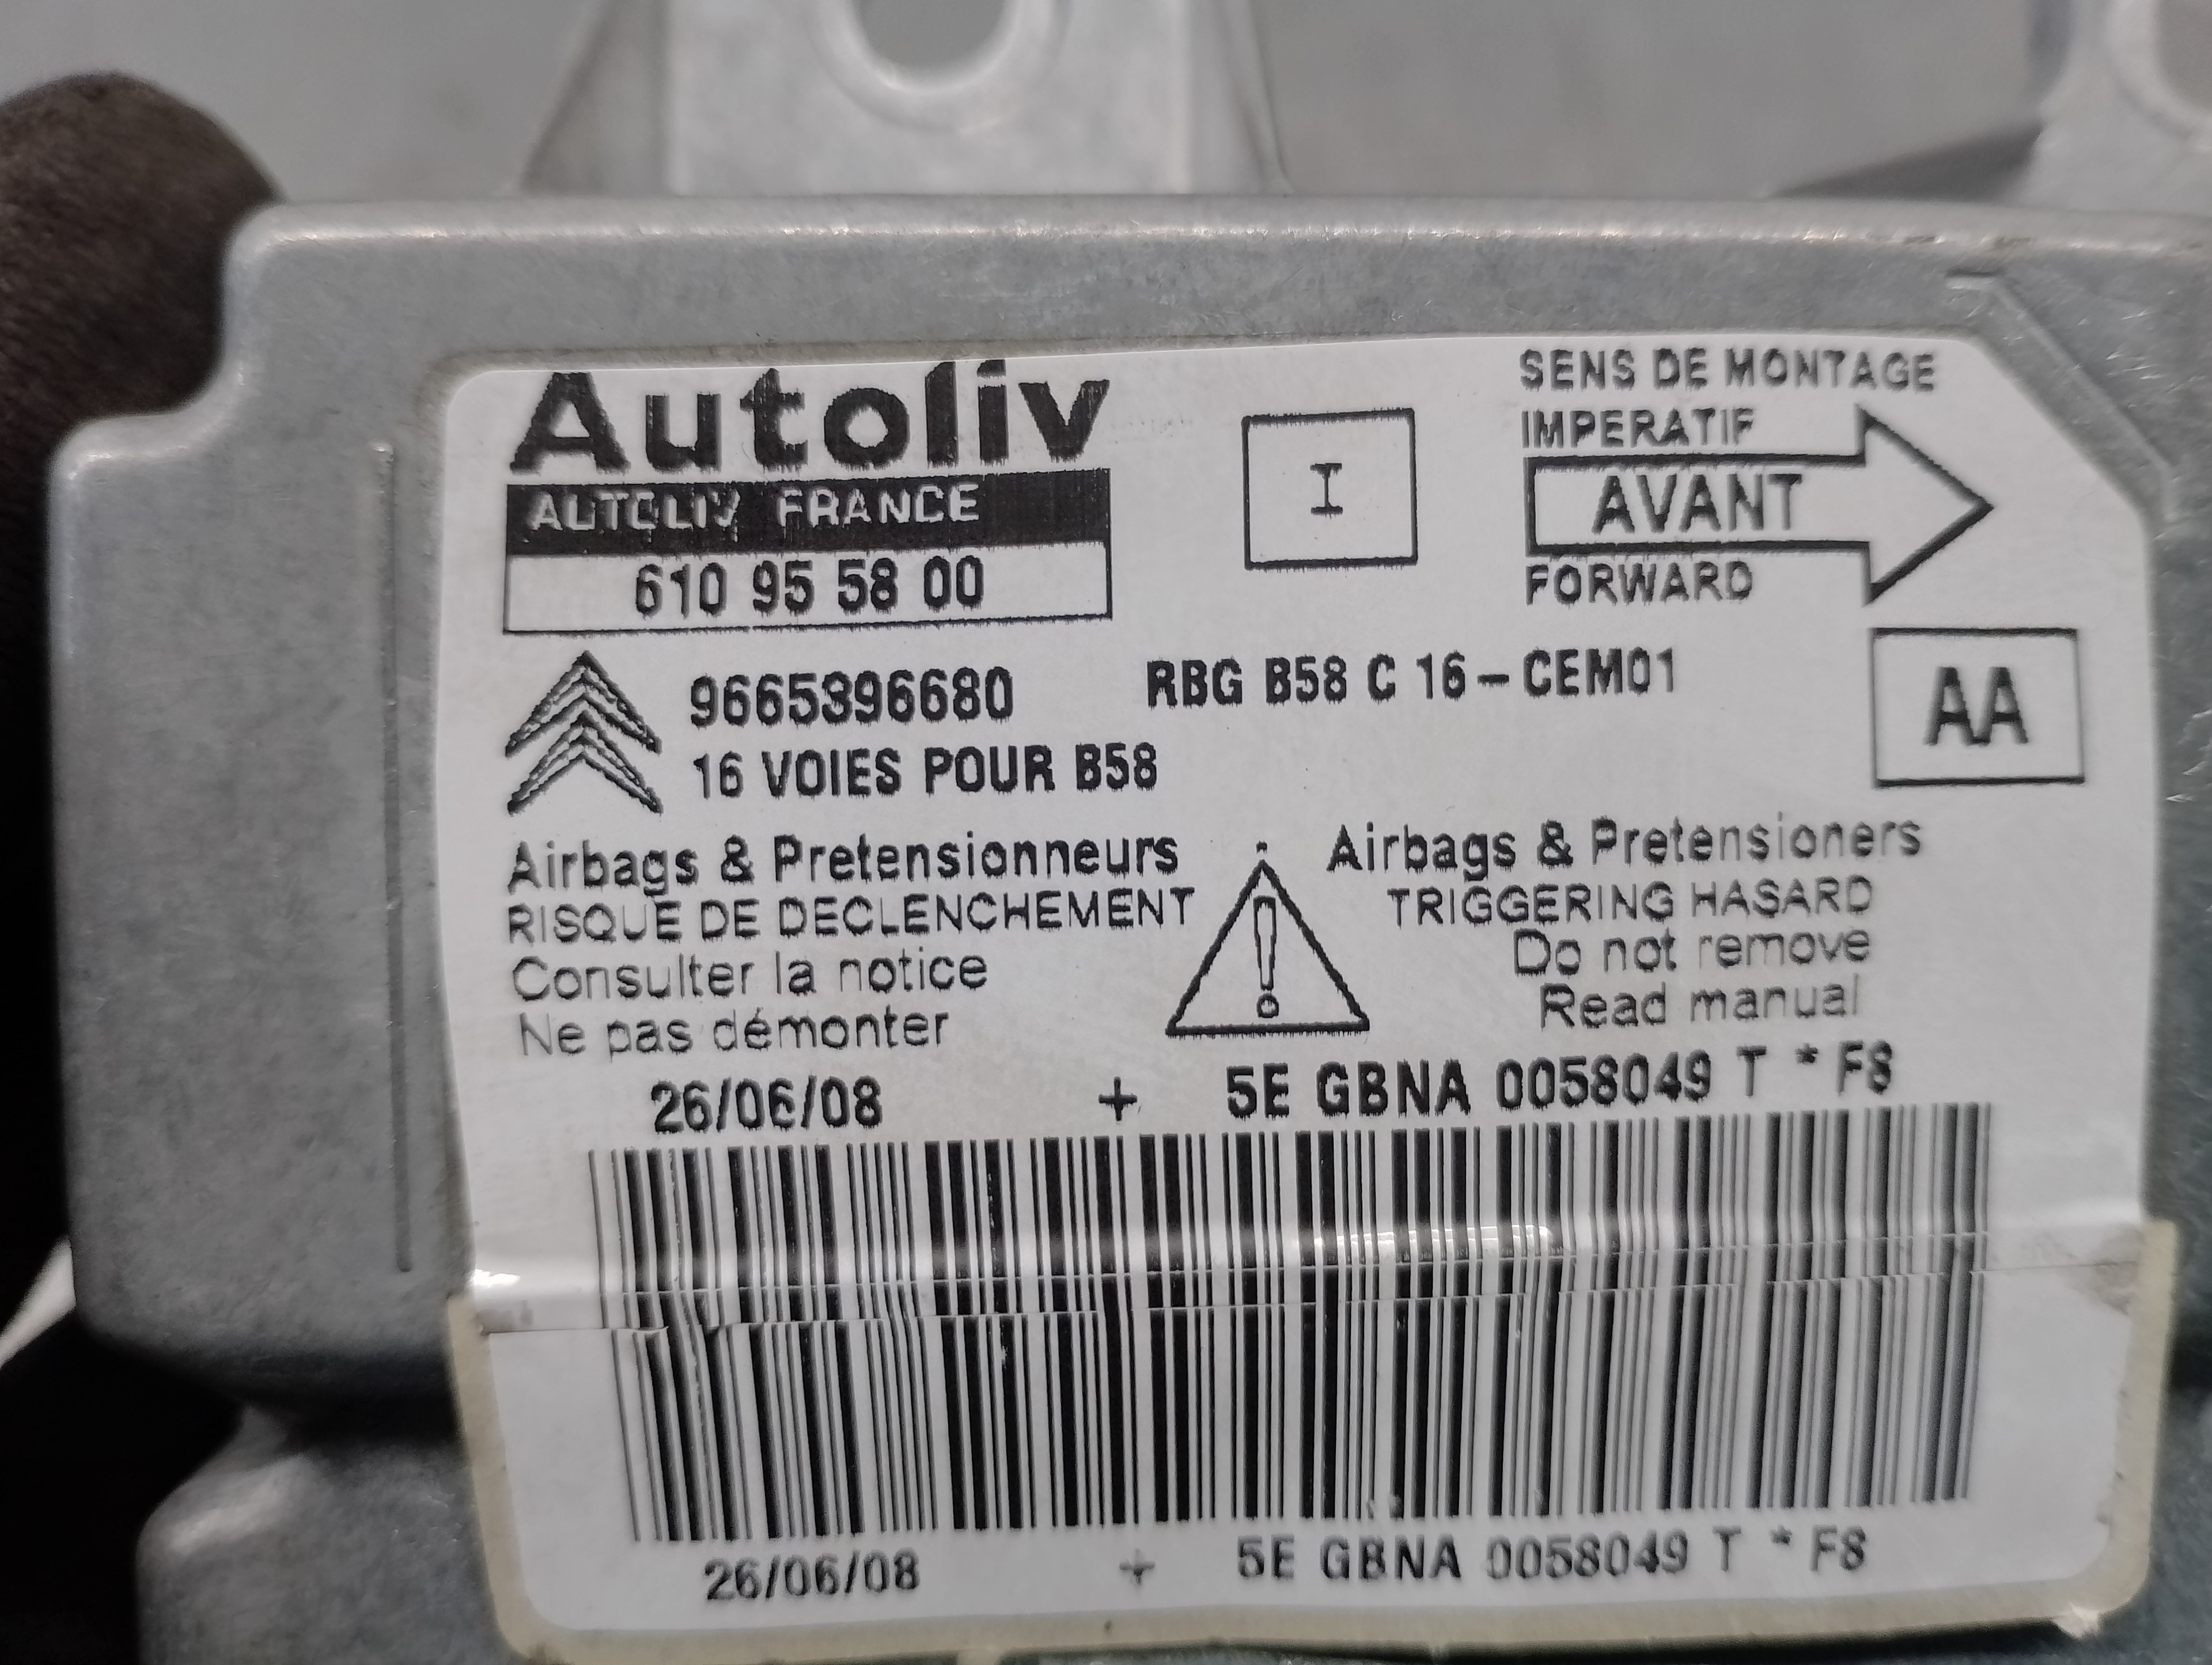 Autoliv
AUTOLIV FRANCE
610 95 58 00
I
SENS DE MONTAGE
IMPERATIF
AVANT
FORWARD
9665396680
RBG B58 C 16-CEM01
16 VOIES POUR B58
AA
Airbags & Pretensionneurs
RISQUE DE DECLENCHEMENT
Consulter la notice
Ne pas démonter
Airbags & Pretensioners
TRIGGERING HASARD
Do not remove
Read manual
26/06/08 + 5E GBNA 0058049 T * F8
26/06/08 + 5E GBNA 0058049 T * F8